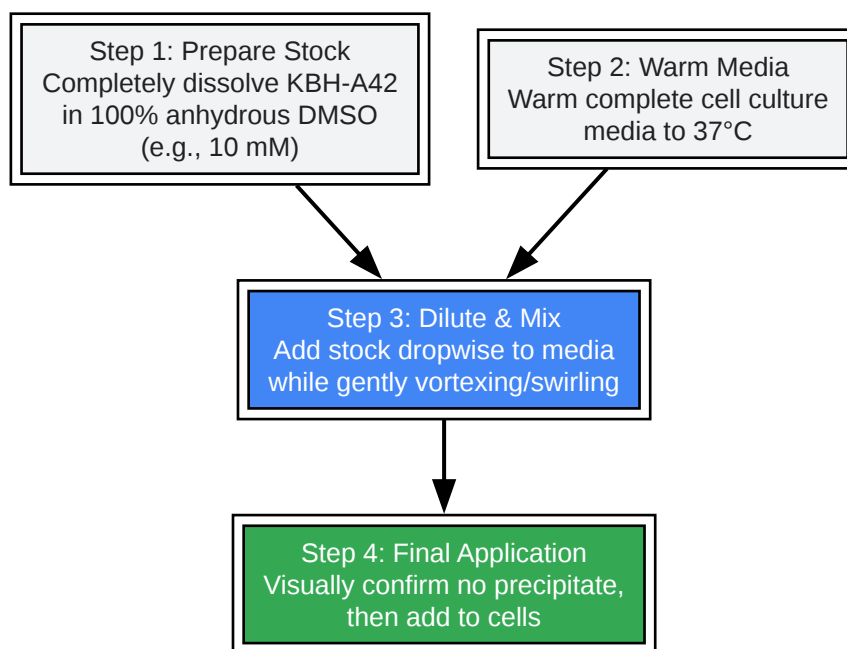 Step 1: Prepare Stock
Completely dissolve KBH-A42
in 100% anhydrous DMSO
(e.g., 10 mM)
Step 2: Warm Media
Warm complete cell culture
media to 37°C
Step 3: Dilute & Mix
Add stock dropwise to media
while gently vortexing/swirling
Step 4: Final Application
Visually confirm no precipitate,
then add to cells